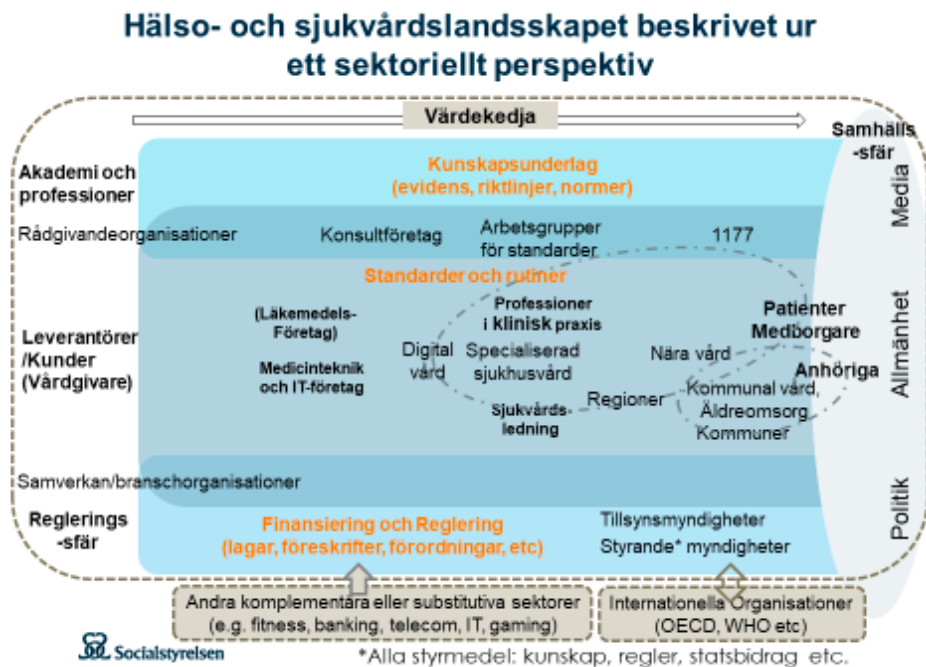 Hälso- och sjukvårdslandsskapet beskrivet ur
ett sektoriellt perspektiv
Värdekedja
Samhälls
-sfär
Akademi och
professioner
Kunskapsunderlag
(evidens, riktlinjer, normer)
Media
Rådgivandeorganisationer
Konsultföretag
Arbetsgrupper
för standarder
1177
Standarder och rutiner
Leverantörer
/Kunder
(Vårdgivare)
(Läkemedels-
Företag)
Medicinteknik
och IT-företag
Digital
vård
Professioner
i klinisk praxis
Specialiserad
sjukhusvård
Sjukvårds-
ledning
Regioner
Nära vård
Patienter
Medborgare
Anhöriga
Kommunal vård,
Äldreomsorg
Kommuner
Allmänhet
Samverkan/branschorganisationer
Reglerings
-sfär
Finansiering och Reglering
(lagar, föreskrifter, förordningar, etc)
Tillsynsmyndigheter
Styrande* myndigheter
Politik
Andra komplementära eller substitutiva sektorer
(e.g. fitness, banking, telecom, IT, gaming)
Internationella Organisationer
(OECD, WHO etc)
Socialstyrelsen
*Alla styrmedel: kunskap, regler, statsbidrag etc.